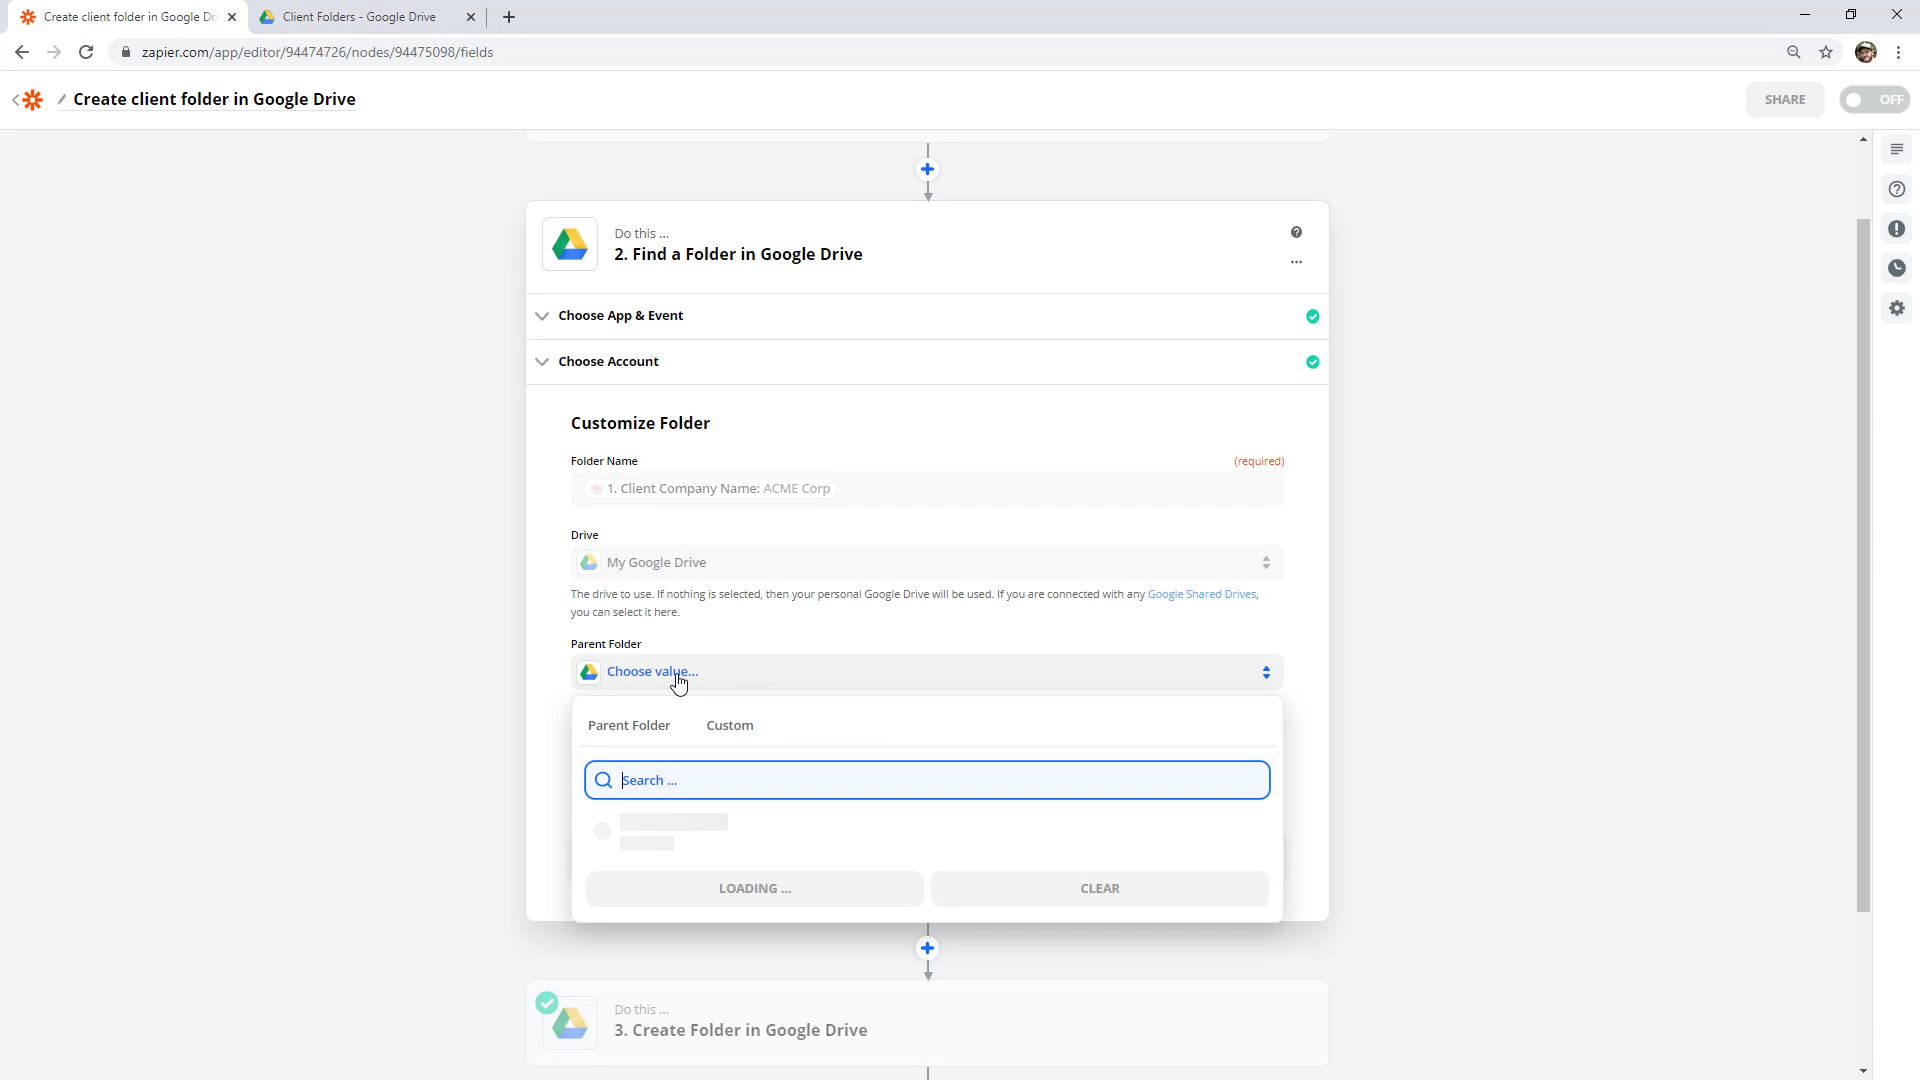 Create client folder in Google Dr
Client Folders - Google Drive
zapier.com/app/editor/94474726/nodes/94475098/fields
Create client folder in Google Drive
SHARE
OFF
Do this ...
2. Find a Folder in Google Drive
Choose App & Event
Choose Account
Customize Folder
Folder Name
(required)
1. Client Company Name: ACME Corp
Drive
My Google Drive
The drive to use. If nothing is selected, then your personal Google Drive will be used. If you are connected with any Google Shared Drives,
you can select it here.
Parent Folder
Choose value...
Parent Folder
Custom
Search ...
LOADING ...
CLEAR
Do this ...
3. Create Folder in Google Drive